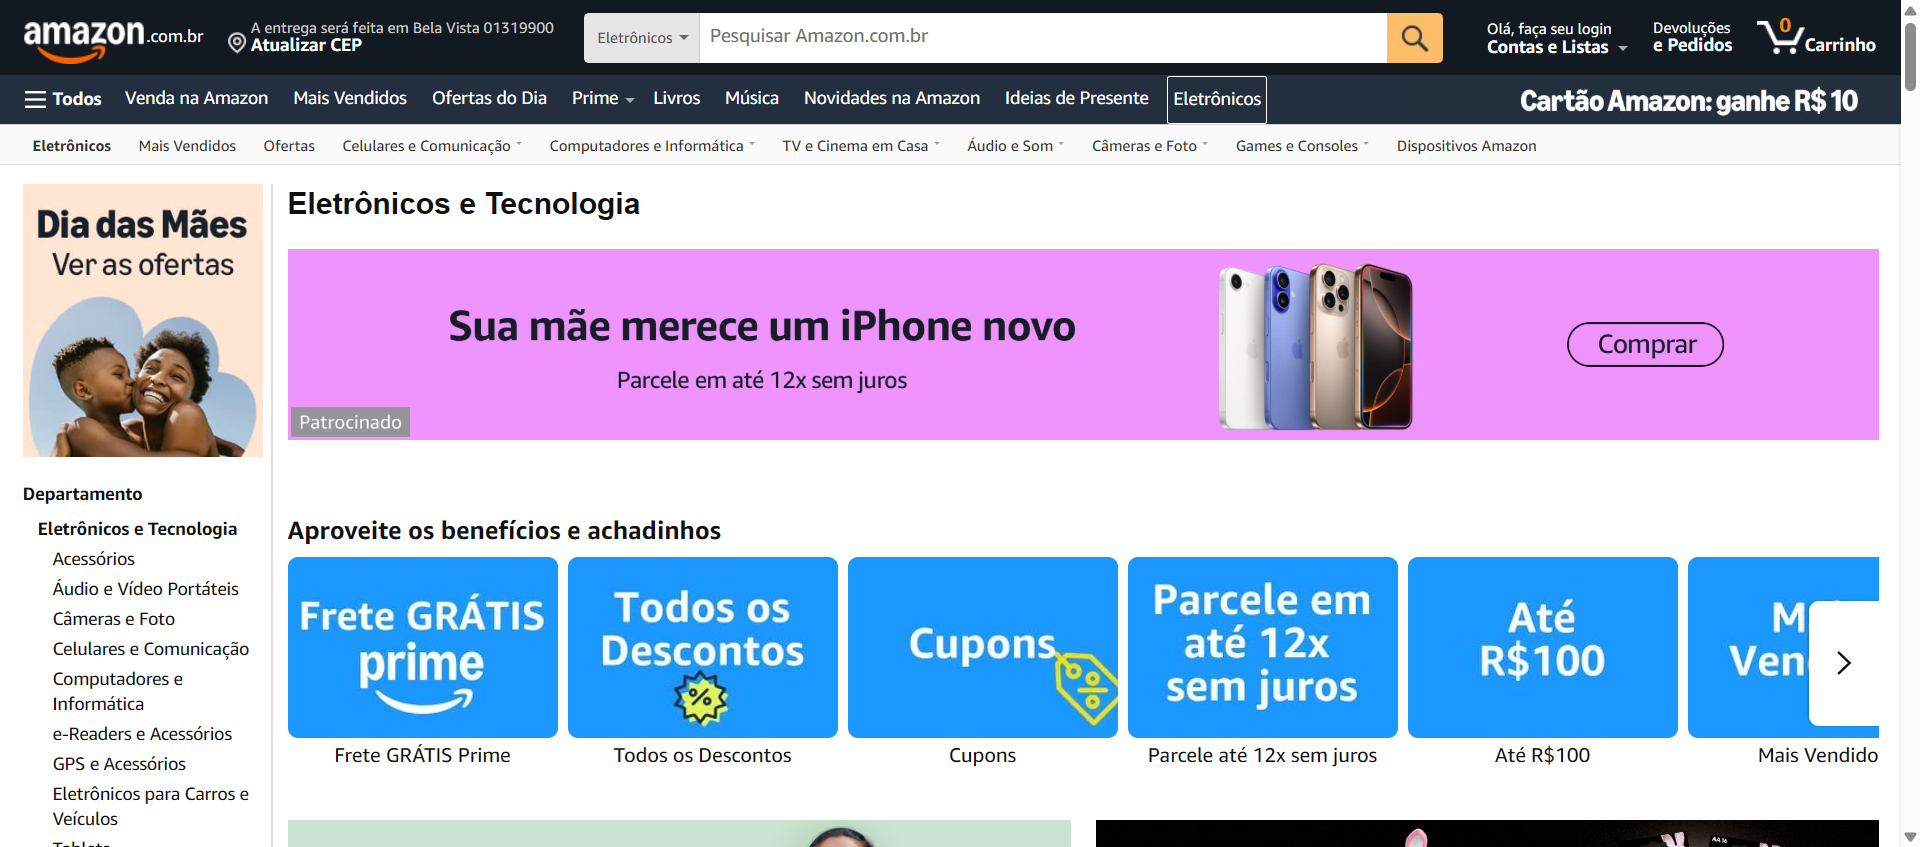 amazon.com.br
A entrega será feita em Bela Vista 01319900
Atualizar CEP
Eletrônicos
Pesquisar Amazon.com.br
Olá, faça seu login
Contas e Listas
Devoluções
e Pedidos
0
Carrinho
Todos
Venda na Amazon
Mais Vendidos
Ofertas do Dia
Prime
Livros
Música
Novidades na Amazon
Ideias de Presente
Eletrônicos
Cartão Amazon: ganhe R$ 10
Eletrônicos
Mais Vendidos
Ofertas
Celulares e Comunicação
Computadores e Informática
TV e Cinema em Casa
Áudio e Som
Câmeras e Foto
Games e Consoles
Dispositivos Amazon
Dia das Mães
Ver as ofertas
Departamento
Eletrônicos e Tecnologia
Acessórios
Áudio e Vídeo Portáteis
Câmeras e Foto
Celulares e Comunicação
Computadores e
Informática
e-Readers e Acessórios
GPS e Acessórios
Eletrônicos para Carros e
Veículos
Tablets
Eletrônicos e Tecnologia
Sua mãe merece um iPhone novo
Parcele em até 12x sem juros
Comprar
Patrocinado
Aproveite os benefícios e achadinhos
Frete GRÁTIS
prime
Frete GRÁTIS Prime
Todos os
Descontos
%
Todos os Descontos
Cupons
%
Cupons
Parcele em
até 12x
sem juros
Parcele até 12x sem juros
Até
R$100
Até R$100
M
Ven
Mais Vendido